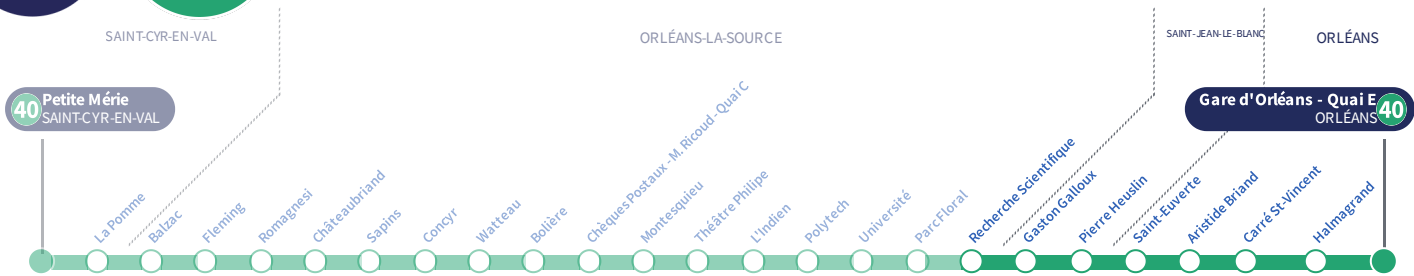 SAINT-CYR-EN-VAL
ORLÉANS-LA-SOURCE
SAINT-JEAN-LE-BLANC
ORLÉANS
40
Petite Mérie
SAINT-CYR-EN-VAL
Gare d'Orléans - Quai E
ORLÉANS
40
La Pomme
Balzac
Fleming
Romagnesi
Châteaubriand
Sapins
Concyr
Watteau
Bolière
Chèques Postaux - M. Ricoud - Quai C
Montesquieu
Théâtre Philipe
L'Indien
Polytech
Université
Parc Floral
Recherche Scientifique
Gaston Galloux
Pierre Heuslin
Saint-Euverte
Aristide Briand
Carré St-Vincent
Halmagrand